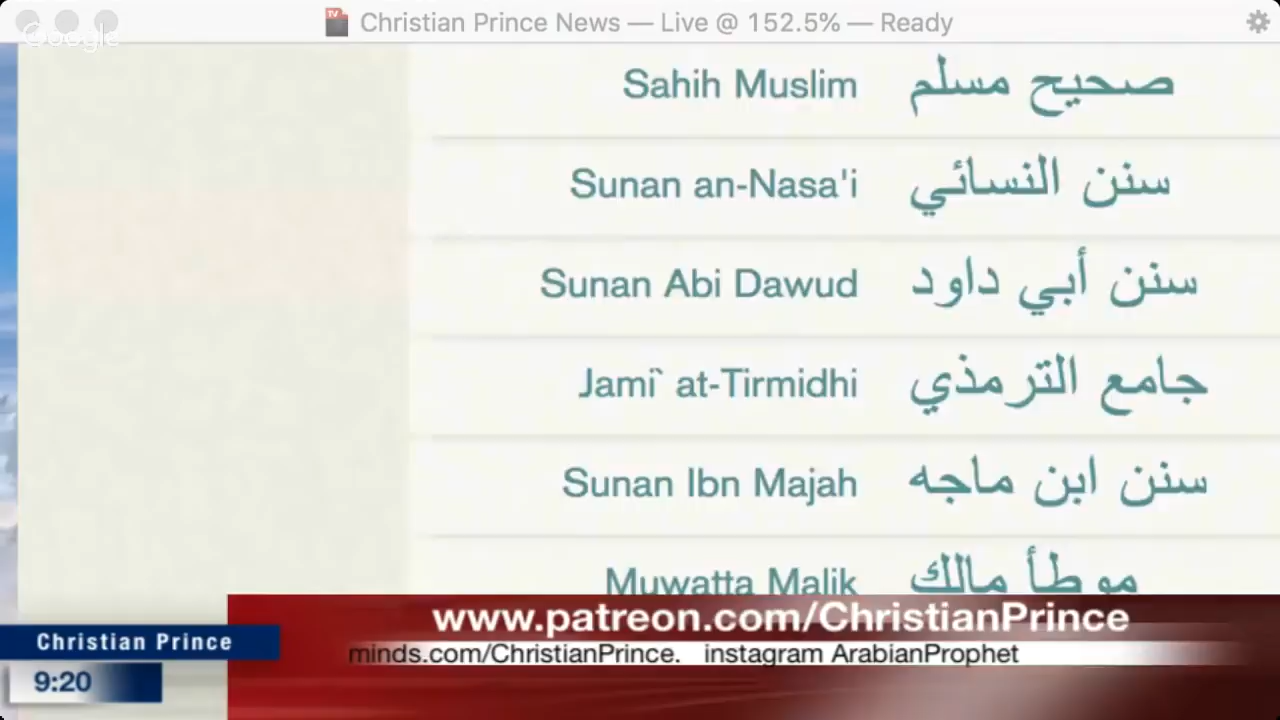 Christian Prince News — Live @ 152.5% — Ready
Google
Sahih Muslim صحيح مسلم
Sunan an-Nasa'i سنن النسائي
Sunan Abi Dawud سنن أبي داود
Jami` at-Tirmidhi جامع الترمذي
Sunan Ibn Majah سنن ابن ماجه
Muwatta Malik موطأ مالك
www.patreon.com/ChristianPrince
Christian Prince
minds.com/ChristianPrince. instagram ArabianProphet
9:20